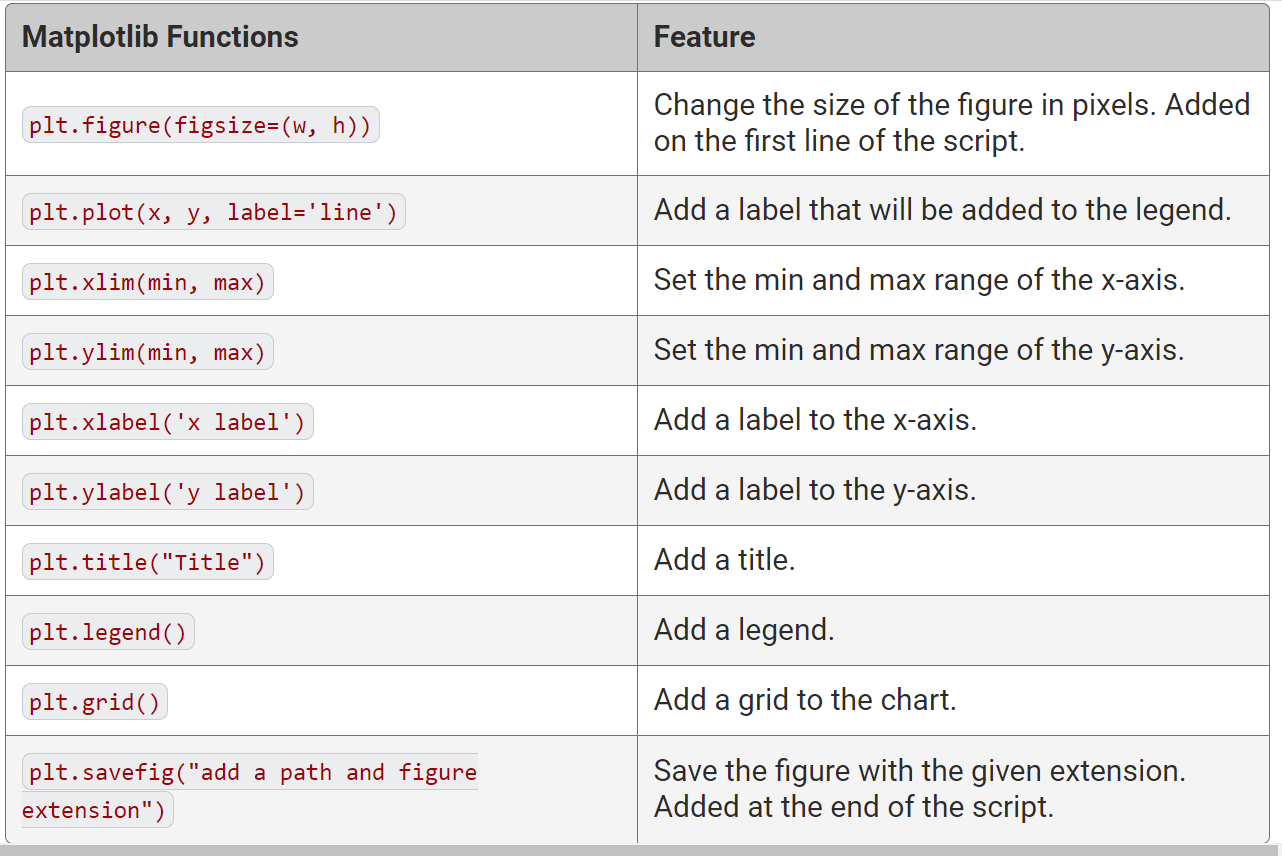 Matplotlib Functions Feature
plt.figure(figsize=(w, h)) Change the size of the figure in pixels. Added
on the first line of the script.
plt.plot(x, y, label='line') Add a label that will be added to the legend.
plt.xlim(min, max) Set the min and max range of the x-axis.
plt.ylim(min, max) Set the min and max range of the y-axis.
plt.xlabel('x label') Add a label to the x-axis.
plt.ylabel('y label') Add a label to the y-axis.
plt.title("Title") Add a title.
plt.legend() Add a legend.
plt.grid() Add a grid to the chart.
plt.savefig("add a path and figure Save the figure with the given extension.
extension") Added at the end of the script.